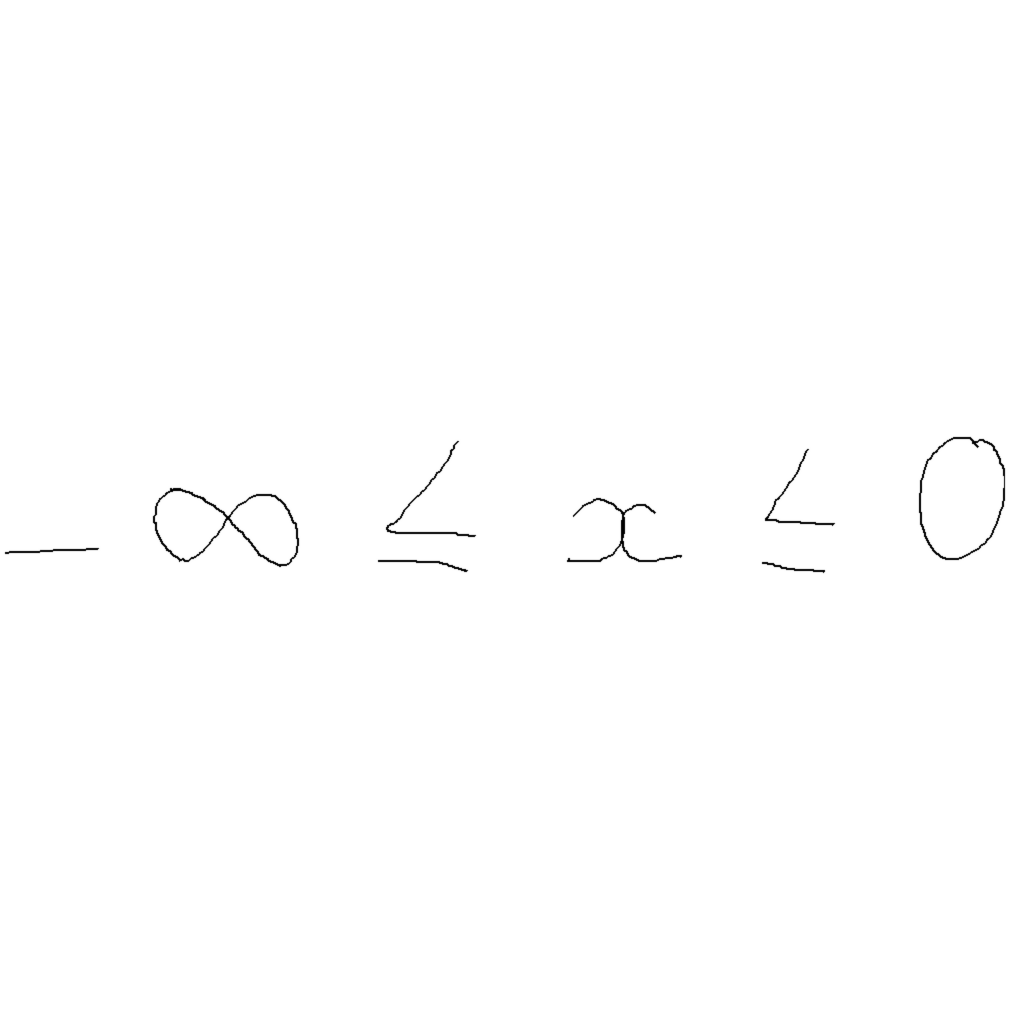 -∞ ≤ x ≤ 0